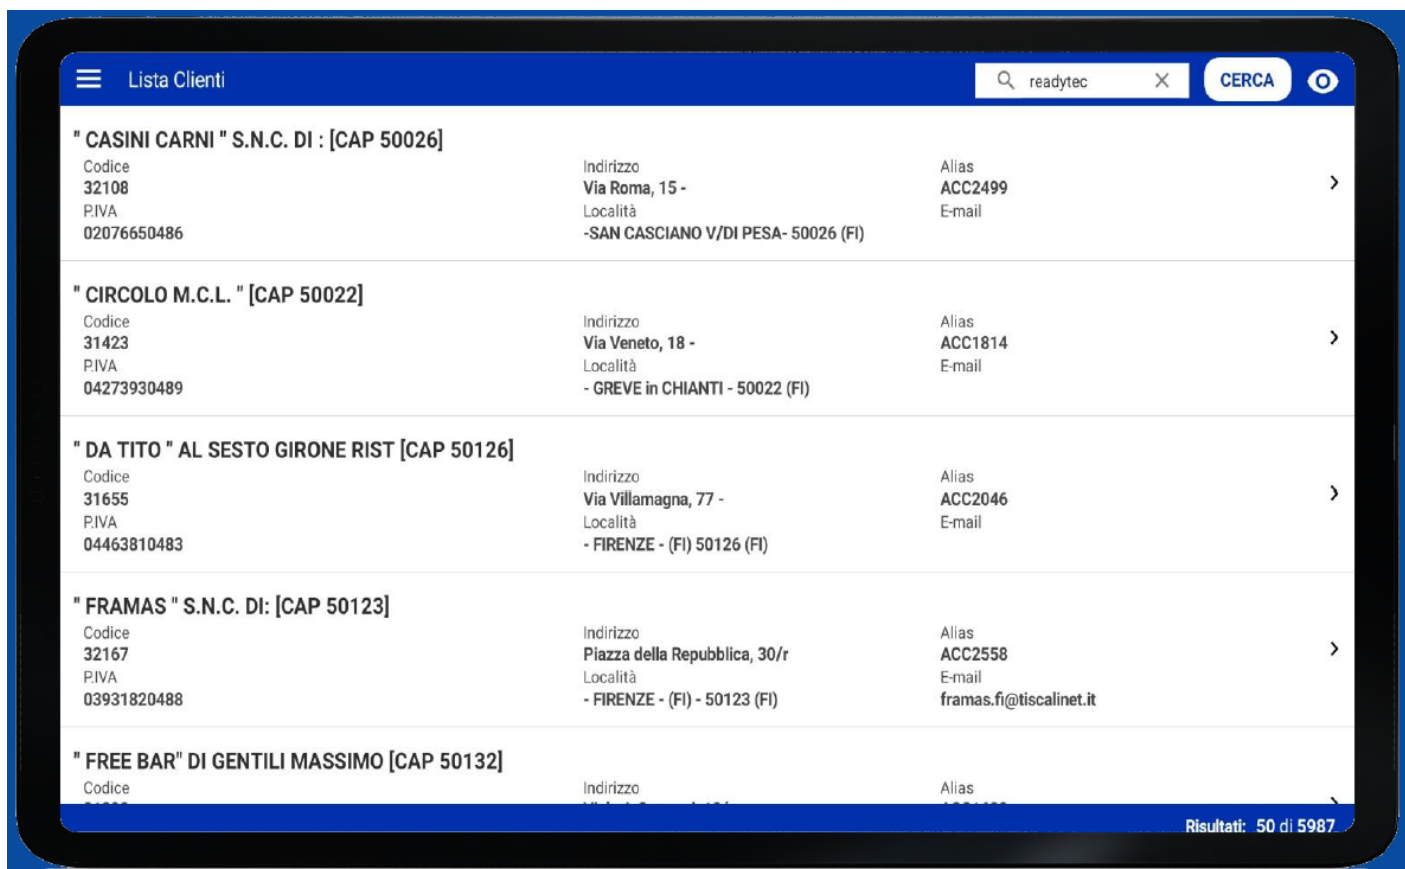 Lista Clienti
readytec
CERCA
" CASINI CARNI " S.N.C. DI : [CAP 50026]
Codice Indirizzo Alias
32108 Via Roma, 15 - ACC2499
P.IVA Località E-mail
02076650486 -SAN CASCIANO V/DI PESA- 50026 (FI)
" CIRCOLO M.C.L. " [CAP 50022]
Codice Indirizzo Alias
31423 Via Veneto, 18 - ACC1814
P.IVA Località E-mail
04273930489 - GREVE in CHIANTI - 50022 (FI)
" DA TITO " AL SESTO GIRONE RIST [CAP 50126]
Codice Indirizzo Alias
31655 Via Villamagna, 77 - ACC2046
P.IVA Località E-mail
04463810483 - FIRENZE - (FI) 50126 (FI)
" FRAMAS " S.N.C. DI: [CAP 50123]
Codice Indirizzo Alias
32167 Piazza della Repubblica, 30/r ACC2558
P.IVA Località E-mail
03931820488 - FIRENZE - (FI) - 50123 (FI) framas.fi@tiscalinet.it
" FREE BAR" DI GENTILI MASSIMO [CAP 50132]
Codice Indirizzo Alias
Risultati: 50 di 5987